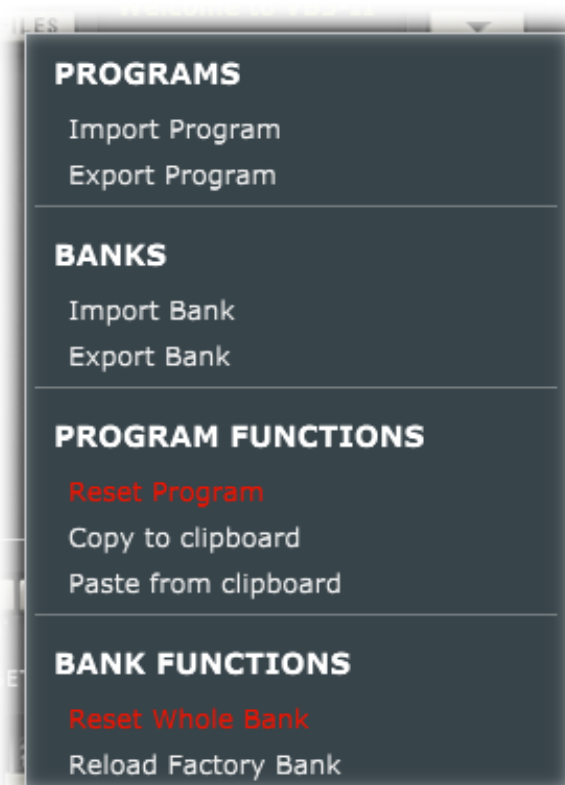 PROGRAMS
Import Program
Export Program
BANKS
Import Bank
Export Bank
PROGRAM FUNCTIONS
Reset Program
Copy to clipboard
Paste from clipboard
BANK FUNCTIONS
Reset Whole Bank
Reload Factory Bank